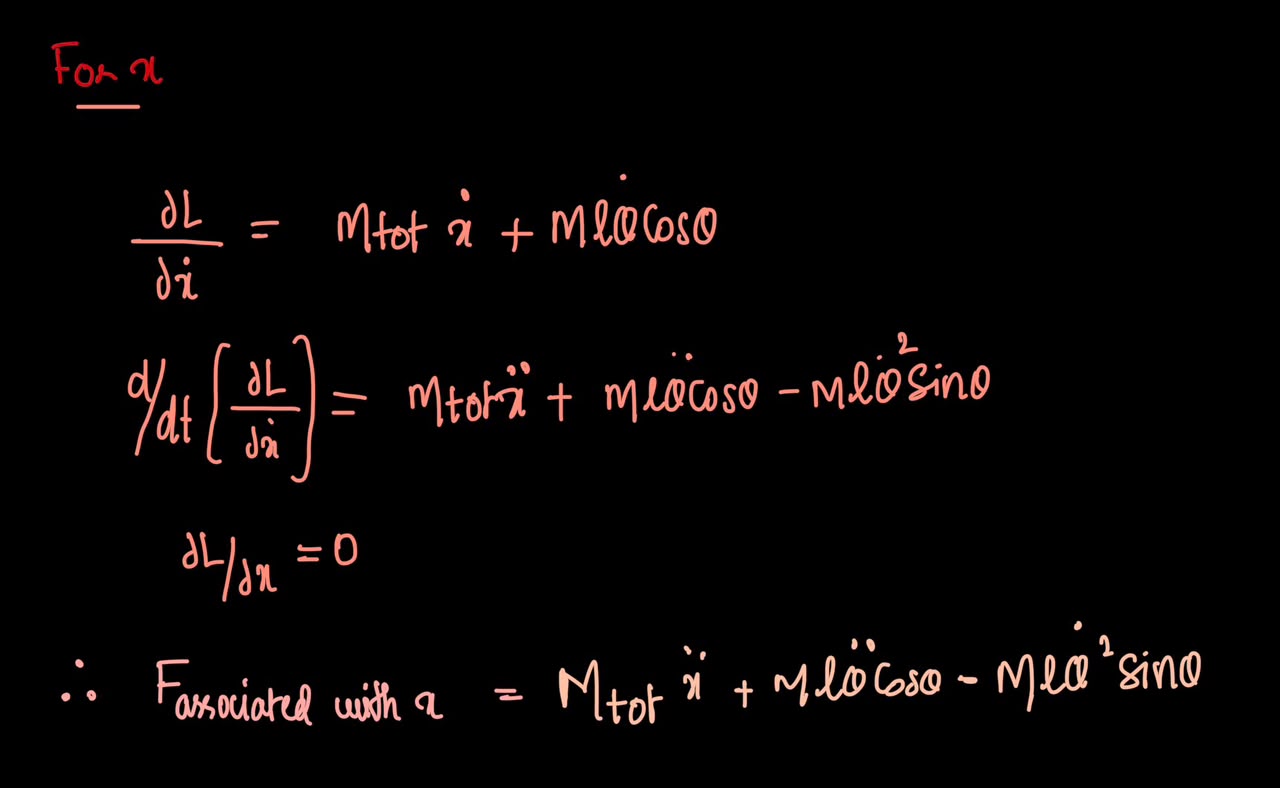 For x
∂L/∂ẋ = Mtot ẋ + mlθ̇cosθ
d/dt [∂L/∂ẋ] = Mtotẍ + mlθ̈cosθ - mlθ̇²sinθ
∂L/∂x = 0
∴ Fassociated with x = Mtot ẍ + mlθ̈cosθ - mlθ̇²sinθ